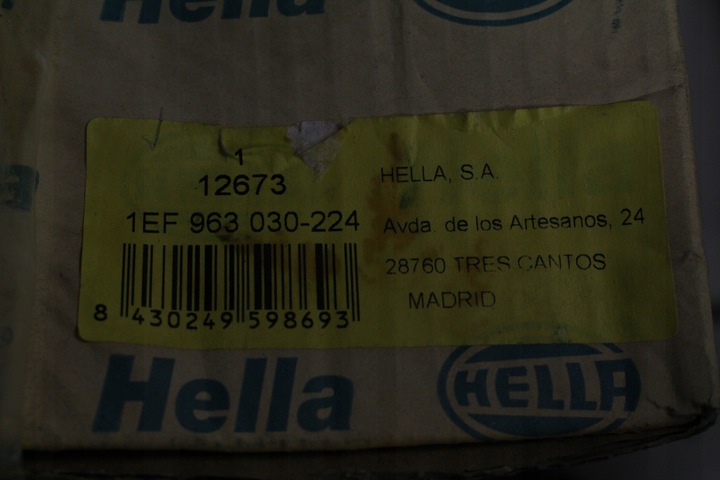 Hella
1
12673
1EF 963 030-224
8 430249 598693
HELLA, S.A.
Avda. de los Artesanos, 24
28760 TRES CANTOS
MADRID
Hella
HELLA